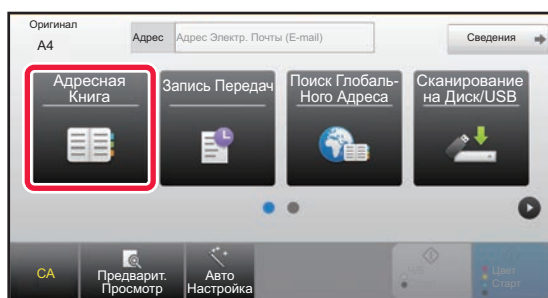 Оригинал
A4
Адрес
Адрес Электр. Почты (E-mail)
Сведения
Адресная
Книга
Запись Передач
Поиск Глобаль-
Ного Адреса
Сканирование
на Диск/USB
CA
Предварит.
Просмотр
Авто
Настройка
Ч/Б
Старт
Цвет
Старт